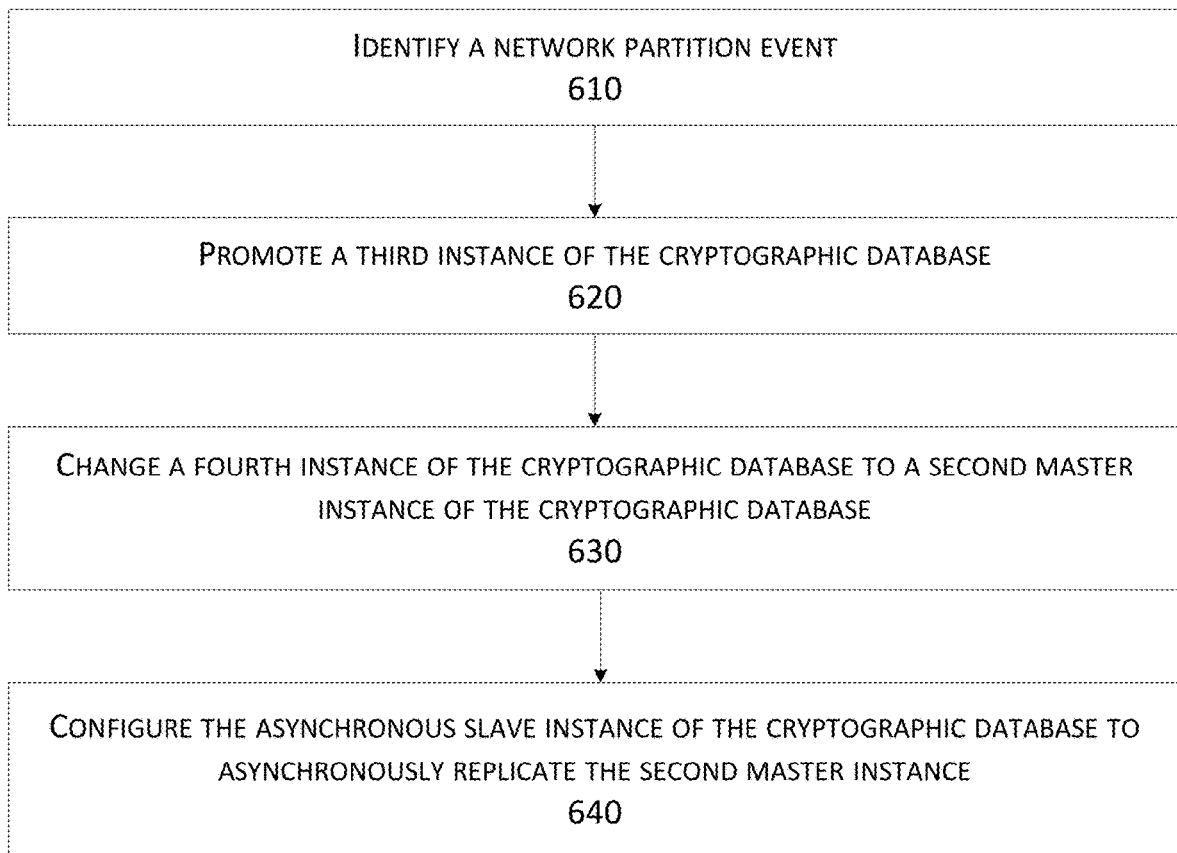 IDENTIFY A NETWORK PARTITION EVENT
610
PROMOTE A THIRD INSTANCE OF THE CRYPTOGRAPHIC DATABASE
620
CHANGE A FOURTH INSTANCE OF THE CRYPTOGRAPHIC DATABASE TO A SECOND MASTER
INSTANCE OF THE CRYPTOGRAPHIC DATABASE
630
CONFIGURE THE ASYNCHRONOUS SLAVE INSTANCE OF THE CRYPTOGRAPHIC DATABASE TO
ASYNCHRONOUSLY REPLICATE THE SECOND MASTER INSTANCE
640